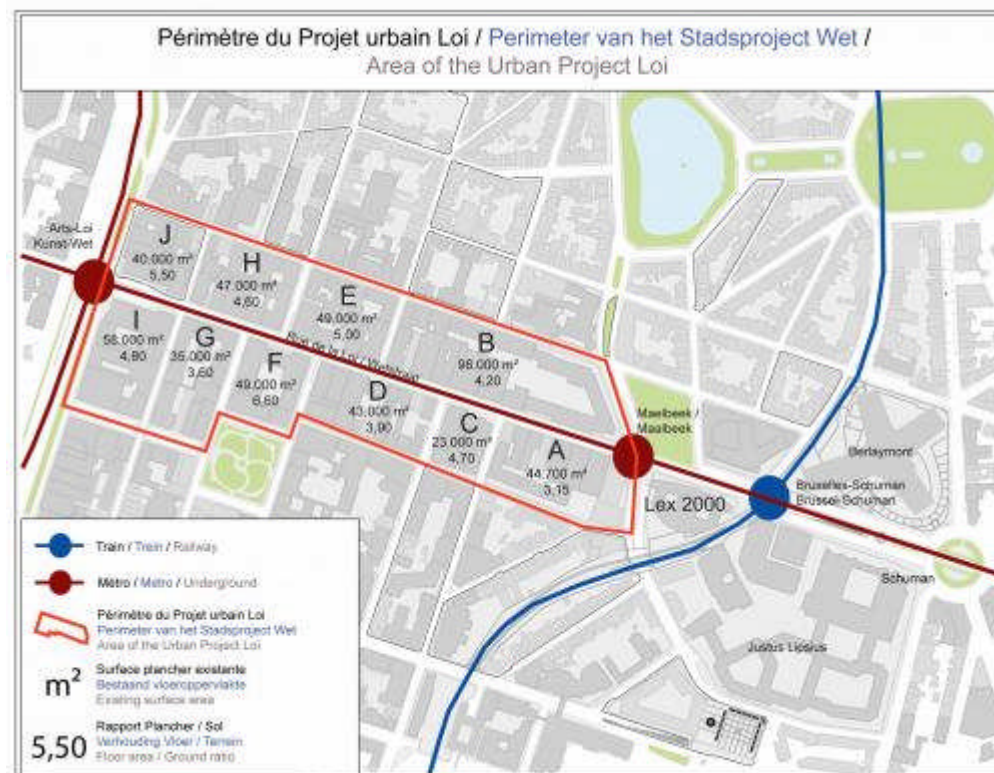 Périmètre du Projet urbain Loi / Perimeter van het Stadsproject Wet /
Area of the Urban Project Loi
Arts-Loi
Kunst-Wet
J
40.000 m²
5,50
H
47.000 m²
4,60
E
49.000 m²
5,00
B
96.000 m²
4,20
I
58.000 m²
4,80
G
35.000 m²
3,60
F
49.000 m²
6,60
Rue de la Loi / Wetstraat
D
43.000 m²
3,90
C
23.000 m²
4,70
A
44.700 m²
3,15
Maelbeek /
Maalbeek
Lex 2000
Berlaymont
Bruxelles-Schuman
Brussel-Schuman
Schuman
Justus Lipsius
Train / Trein / Railway
Métro / Metro / Underground
Périmètre du Projet urbain Loi
Perimeter van het Stadsproject Wet
Area of the Urban Project Loi
m²
Surface plancher existante
Bestaand vloeroppervlakte
Existing surface area
5,50
Rapport Plancher / Sol
Verhouding Vloer / Terrein
Floor area / Ground ratio